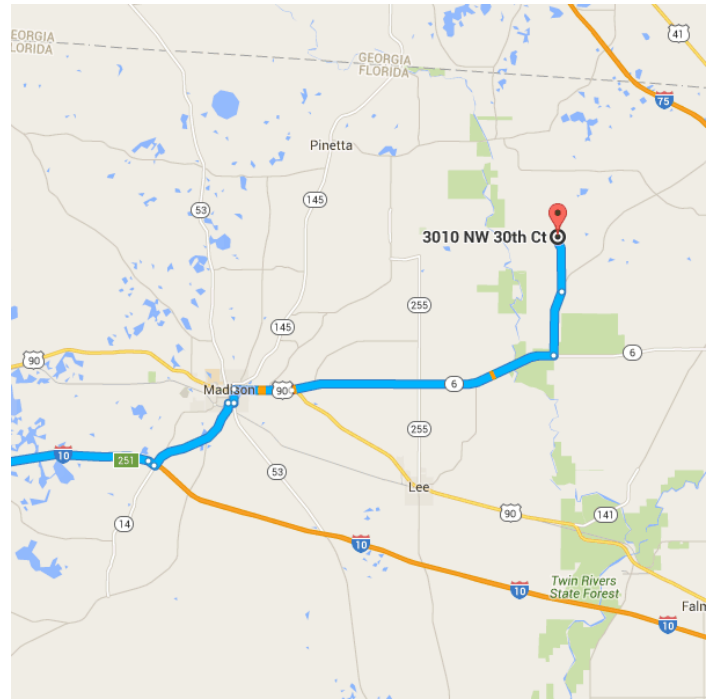 GEORGIA
FLORIDA
41
GEORGIA
FLORIDA
75
Pinetta
53
145
3010 NW 30th Ct
255
145
90
6
Madison
90
6
255
53
Lee
10
251
14
90
141
10
Twin Rivers
State Forest
10
Falm
10